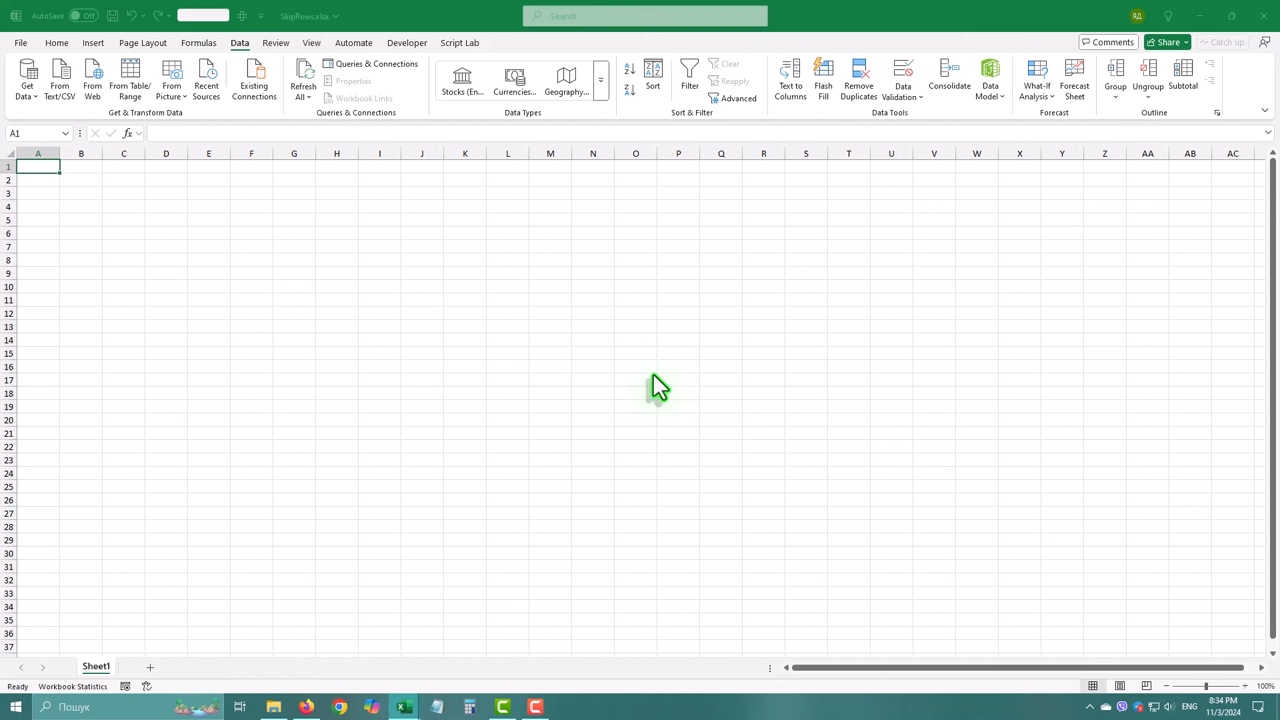 AutoSave Off SkipRows.xlsx Search ЯД
File Home Insert Page Layout Formulas Data Review View Automate Developer Script Lab Comments Share Catch up
Get Data From Text/CSV From Web From Table/Range From Picture Recent Sources Existing Connections
Get & Transform Data
Refresh All Queries & Connections Properties Workbook Links
Queries & Connections
Stocks (En... Currencies... Geography...
Data Types
Sort Filter Clear Reapply Advanced
Sort & Filter
Text to Columns Flash Fill Remove Duplicates Data Validation Consolidate Data Model
Data Tools
What-If Analysis Forecast Sheet
Forecast
Group Ungroup Subtotal
Outline
A1 fx
A B C D E F G H I J K L M N O P Q R S T U V W X Y Z AA AB AC
1
2
3
4
5
6
7
8
9
10
11
12
13
14
15
16
17
18
19
20
21
22
23
24
25
26
27
28
29
30
31
32
33
34
35
36
37
Sheet1
Ready Workbook Statistics 100%
Пошук ENG 8:34 PM
11/3/2024